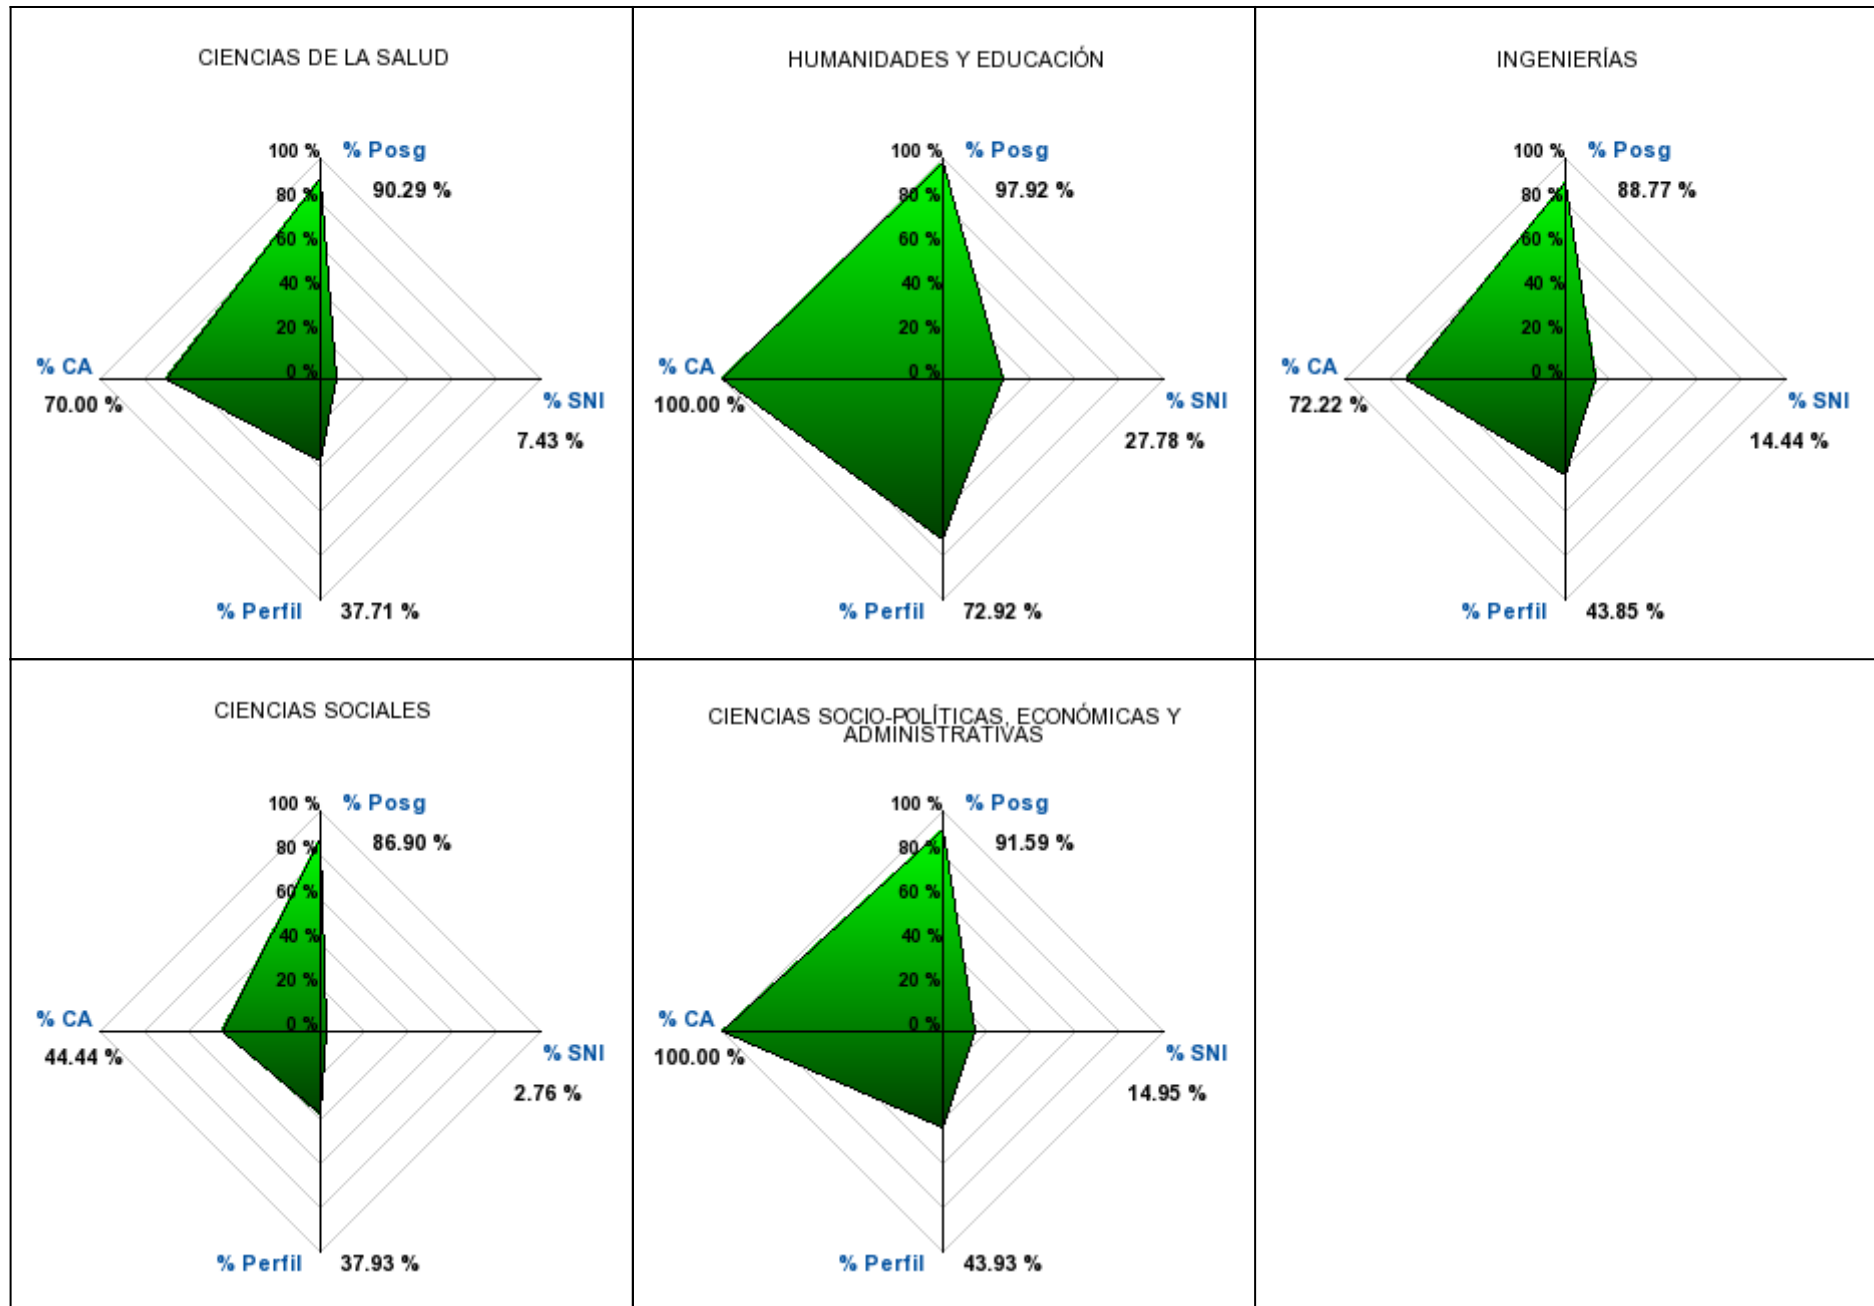 CIENCIAS DE LA SALUD
100 %
% Posg
90.29 %
80 %
60 %
40 %
20 %
0 %
% CA
70.00 %
% SNI
7.43 %
% Perfil
37.71 %
HUMANIDADES Y EDUCACIÓN
100 %
% Posg
97.92 %
80 %
60 %
40 %
20 %
0 %
% CA
100.00 %
% SNI
27.78 %
% Perfil
72.92 %
INGENIERÍAS
100 %
% Posg
88.77 %
80 %
60 %
40 %
20 %
0 %
% CA
72.22 %
% SNI
14.44 %
% Perfil
43.85 %
CIENCIAS SOCIALES
100 %
% Posg
86.90 %
80 %
60 %
40 %
20 %
0 %
% CA
44.44 %
% SNI
2.76 %
% Perfil
37.93 %
CIENCIAS SOCIO-POLÍTICAS, ECONÓMICAS Y
ADMINISTRATIVAS
100 %
% Posg
91.59 %
80 %
60 %
40 %
20 %
0 %
% CA
100.00 %
% SNI
14.95 %
% Perfil
43.93 %